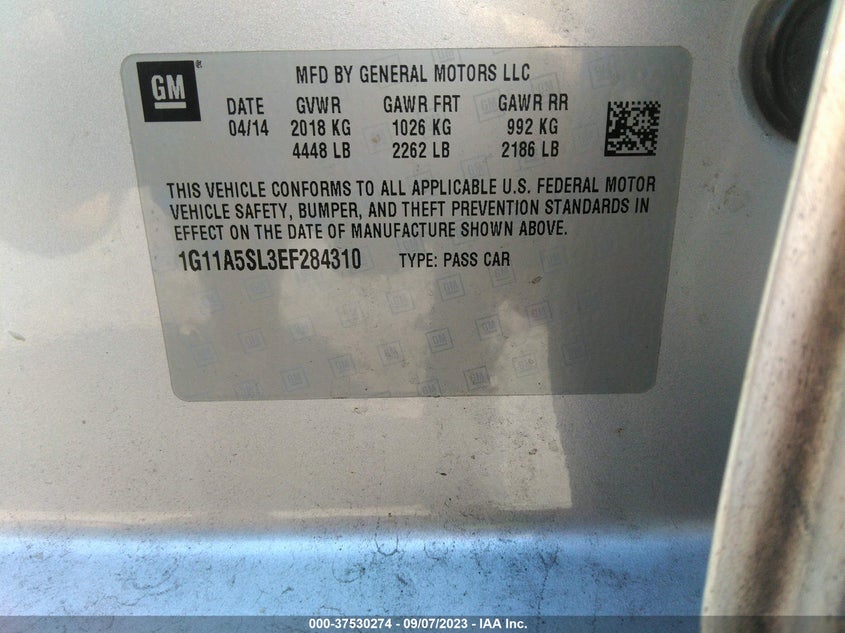 GM
MFD BY GENERAL MOTORS LLC
DATE GVWR GAWR FRT GAWR RR
04/14 2018 KG 1026 KG 992 KG
4448 LB 2262 LB 2186 LB
THIS VEHICLE CONFORMS TO ALL APPLICABLE U.S. FEDERAL MOTOR
VEHICLE SAFETY, BUMPER, AND THEFT PREVENTION STANDARDS IN
EFFECT ON THE DATE OF MANUFACTURE SHOWN ABOVE.
1G11A5SL3EF284310 TYPE: PASS CAR
000-37530274 - 09/07/2023 - IAA Inc.